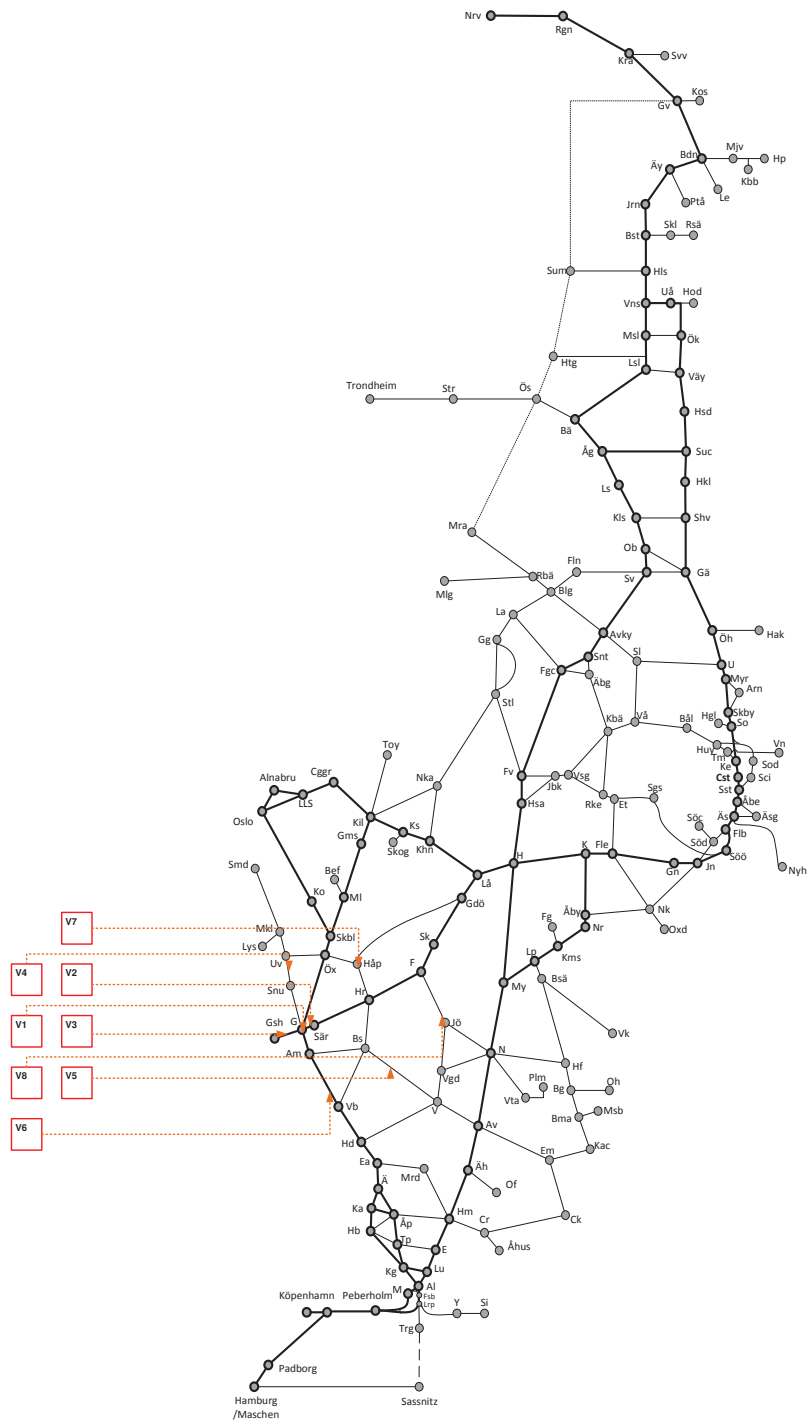 Nrv
Rgn
Kra
Svv
Gv
Kos
Bdn
Mjv
Hp
Kbb
Äy
Le
Ptå
Jrn
Bst
Skl
Rsä
Sum
Hls
Uå
Hod
Vns
Msl
Ök
Htg
Lsl
Väy
Trondheim
Str
Ös
Hsd
Bä
Åg
Suc
Ls
Hkl
Kls
Shv
Mra
Ob
Fln
Rbä
Sv
Gä
Mlg
Blg
La
Avky
Öh
Hak
Gg
Snt
Sl
U
Fgc
Myr
Äbg
Arn
Stl
Skby
Hgl
So
Kbä
Vå
Bål
Toy
Huv
Vn
Tm
Cggr
Nka
Fv
Ke
Sod
Alnabru
Jbk
Vsg
Cst
Sci
LLS
Sst
Rke
Et
Sgs
Hsa
Åbe
Oslo
Kil
Ks
Äs
Äsg
Gms
Skog
Khn
Söc
Flb
Söd
H
K
Fle
Söö
Smd
Bef
Lå
Gn
Jn
Nyh
Ml
Gdö
Ko
Åby
Nk
V7
Fg
Nr
Oxd
Mkl
Skbl
Sk
Kms
Lys
Uv
Öx
Håp
Lp
V4
V2
F
Bsä
Snu
My
Hr
V1
V3
Gsh
G
Sär
Jö
Vk
Am
Bs
N
V8
V5
Vgd
Hf
Plm
Bg
Oh
Vta
V6
Vb
V
Bma
Msb
Av
Hd
Kac
Em
Ea
Mrd
Äh
Of
Ä
Ka
Åp
Hm
Cr
Ck
Hb
Tp
E
Åhus
Kg
Lu
Al
M
Fsb
Köpenhamn
Peberholm
Lrp
Y
Si
Trg
Padborg
Hamburg
/Maschen
Sassnitz